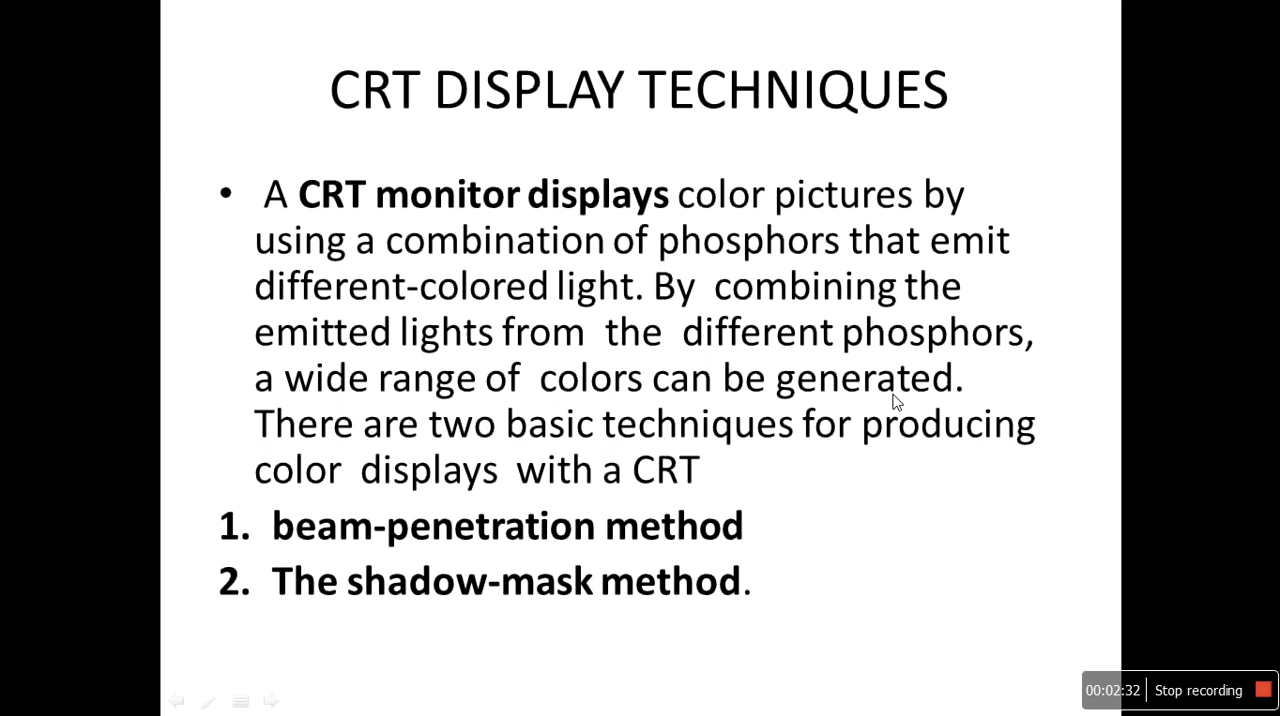 CRT DISPLAY TECHNIQUES
• A CRT monitor displays color pictures by
using a combination of phosphors that emit
different-colored light. By combining the
emitted lights from the different phosphors,
a wide range of colors can be generated.
There are two basic techniques for producing
color displays with a CRT
1. beam-penetration method
2. The shadow-mask method.
00:02:32 Stop recording